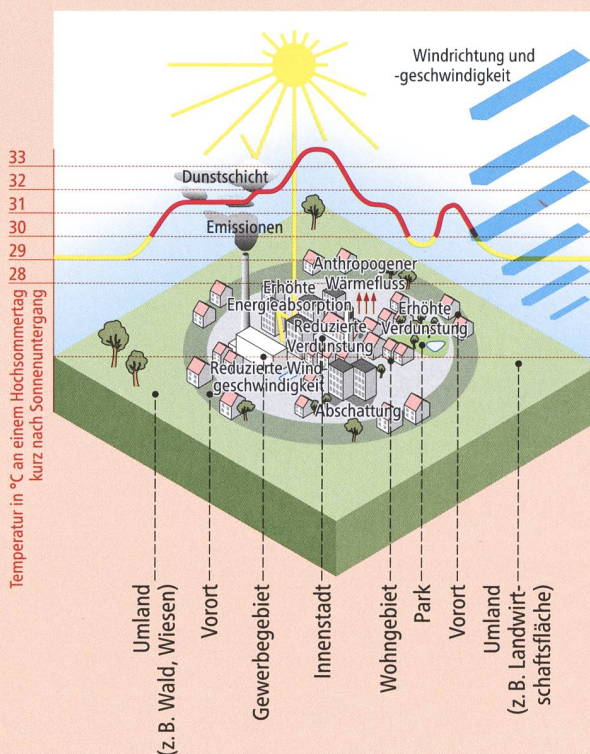 Windrichtung und
-geschwindigkeit
33
32
31
30
29
28
Temperatur in °C an einem Hochsommertag
kurz nach Sonnenuntergang
Dunstschicht
Emissionen
Anthropogener
Wärmefluss
Erhöhte
Energieabsorption
Erhöhte
Verdunstung
Reduzierte
Verdunstung
Reduzierte Wind
geschwindigkeit
Abschattung
Umland
(z. B. Wald, Wiesen)
Vorort
Gewerbegebiet
Innenstadt
Wohngebiet
Park
Vorort
Umland
(z. B. Landwirt-
schaftsfläche)